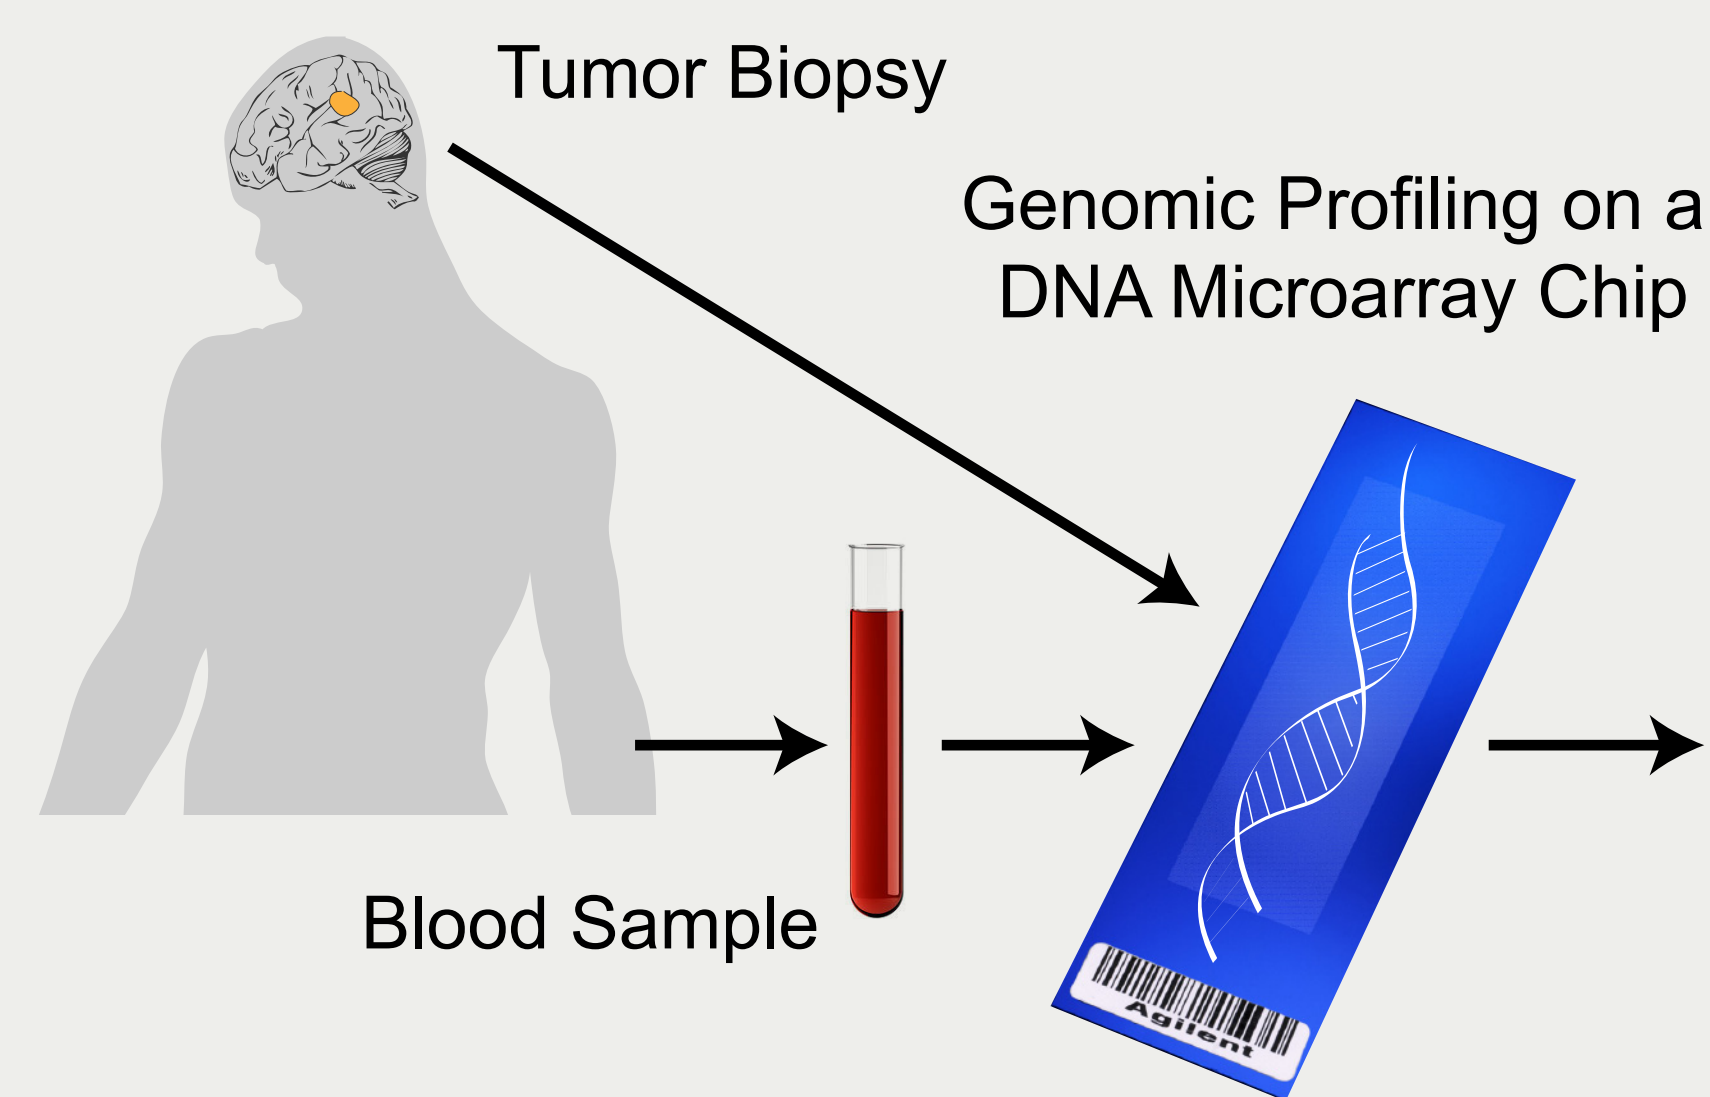 Tumor Biopsy
Genomic Profiling on a
DNA Microarray Chip
Blood Sample
Agilent